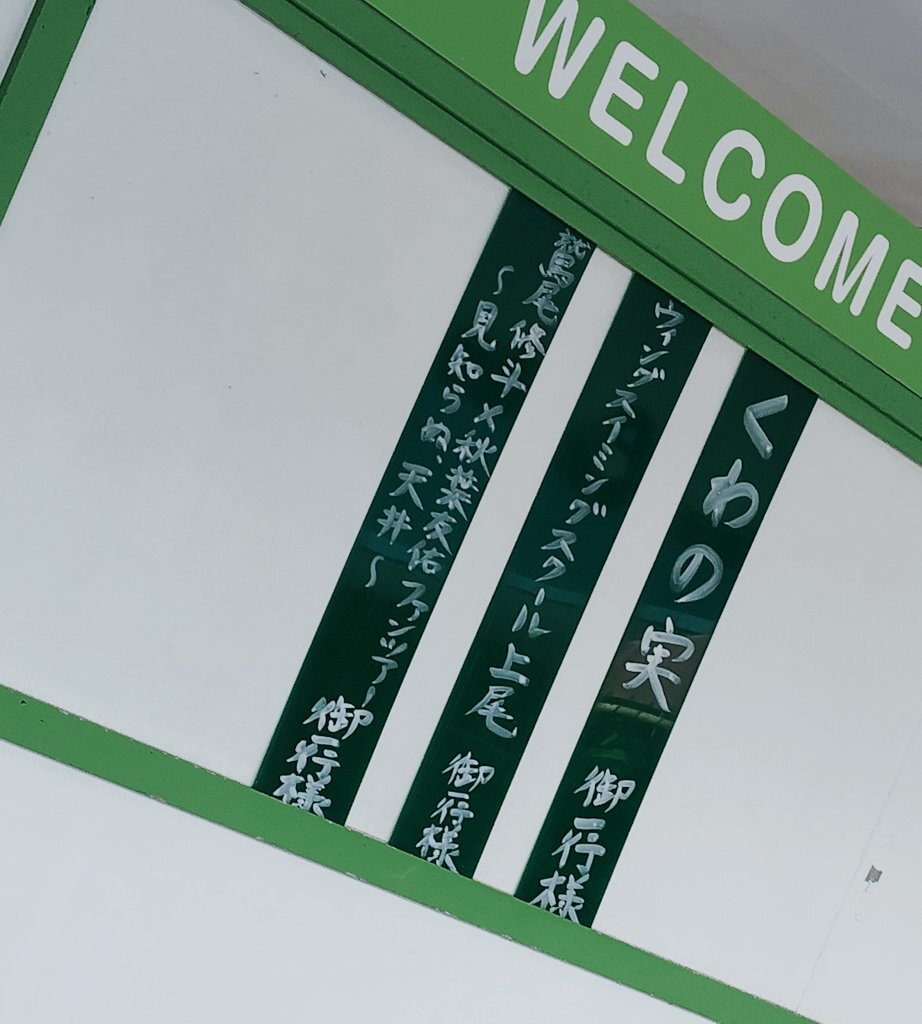 WELCOME
くわの実 御一行様
ウィングスイミングスクール上尾 御一行様
鷲尾修斗×秋葉友佑ファンツアー 御一行様
～見知らぬ、天井～